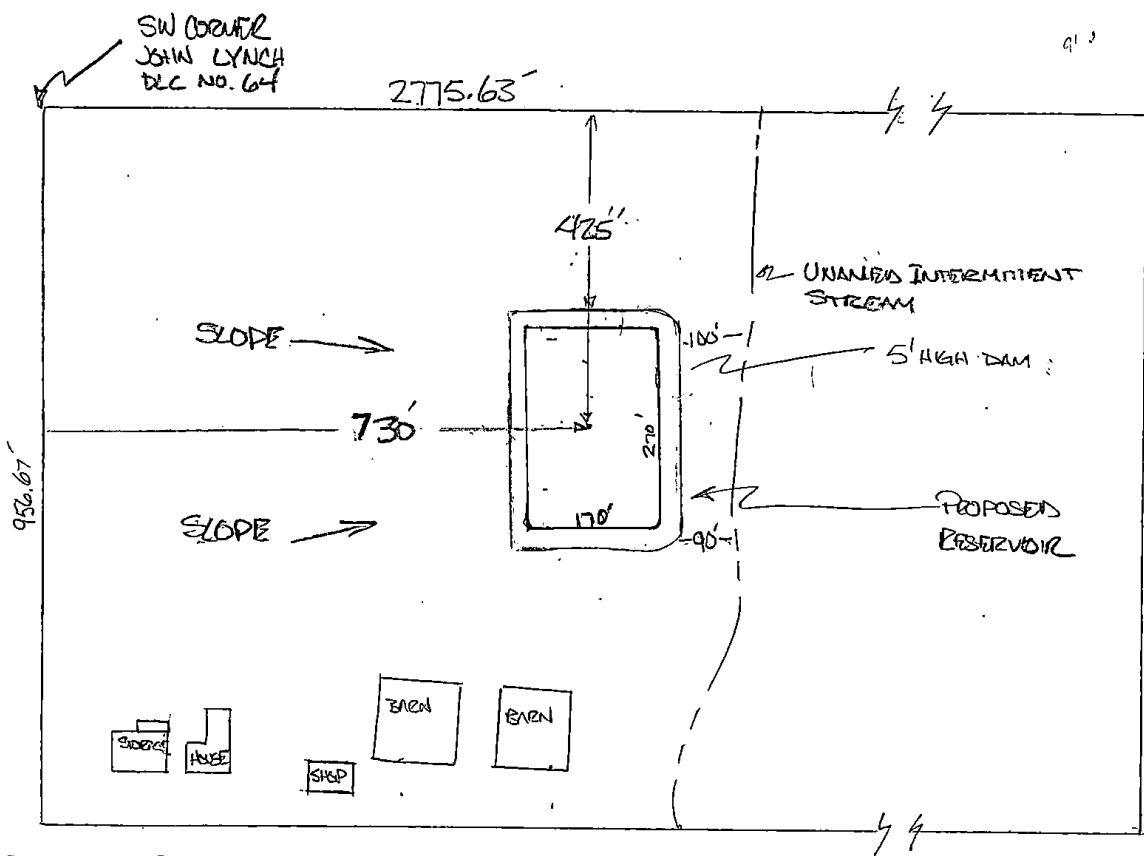 SW CORNER
JOHN LYNCH
DLC NO. 64
2775.63'
425''
UNAMED INTERMITTENT
STREAM
SLOPE
100'
5' HIGH DAM
730'
270'
956.67'
SLOPE
170'
90'
PROPOSED
RESERVOIR
BARN
BARN
HOUSE
SHOP